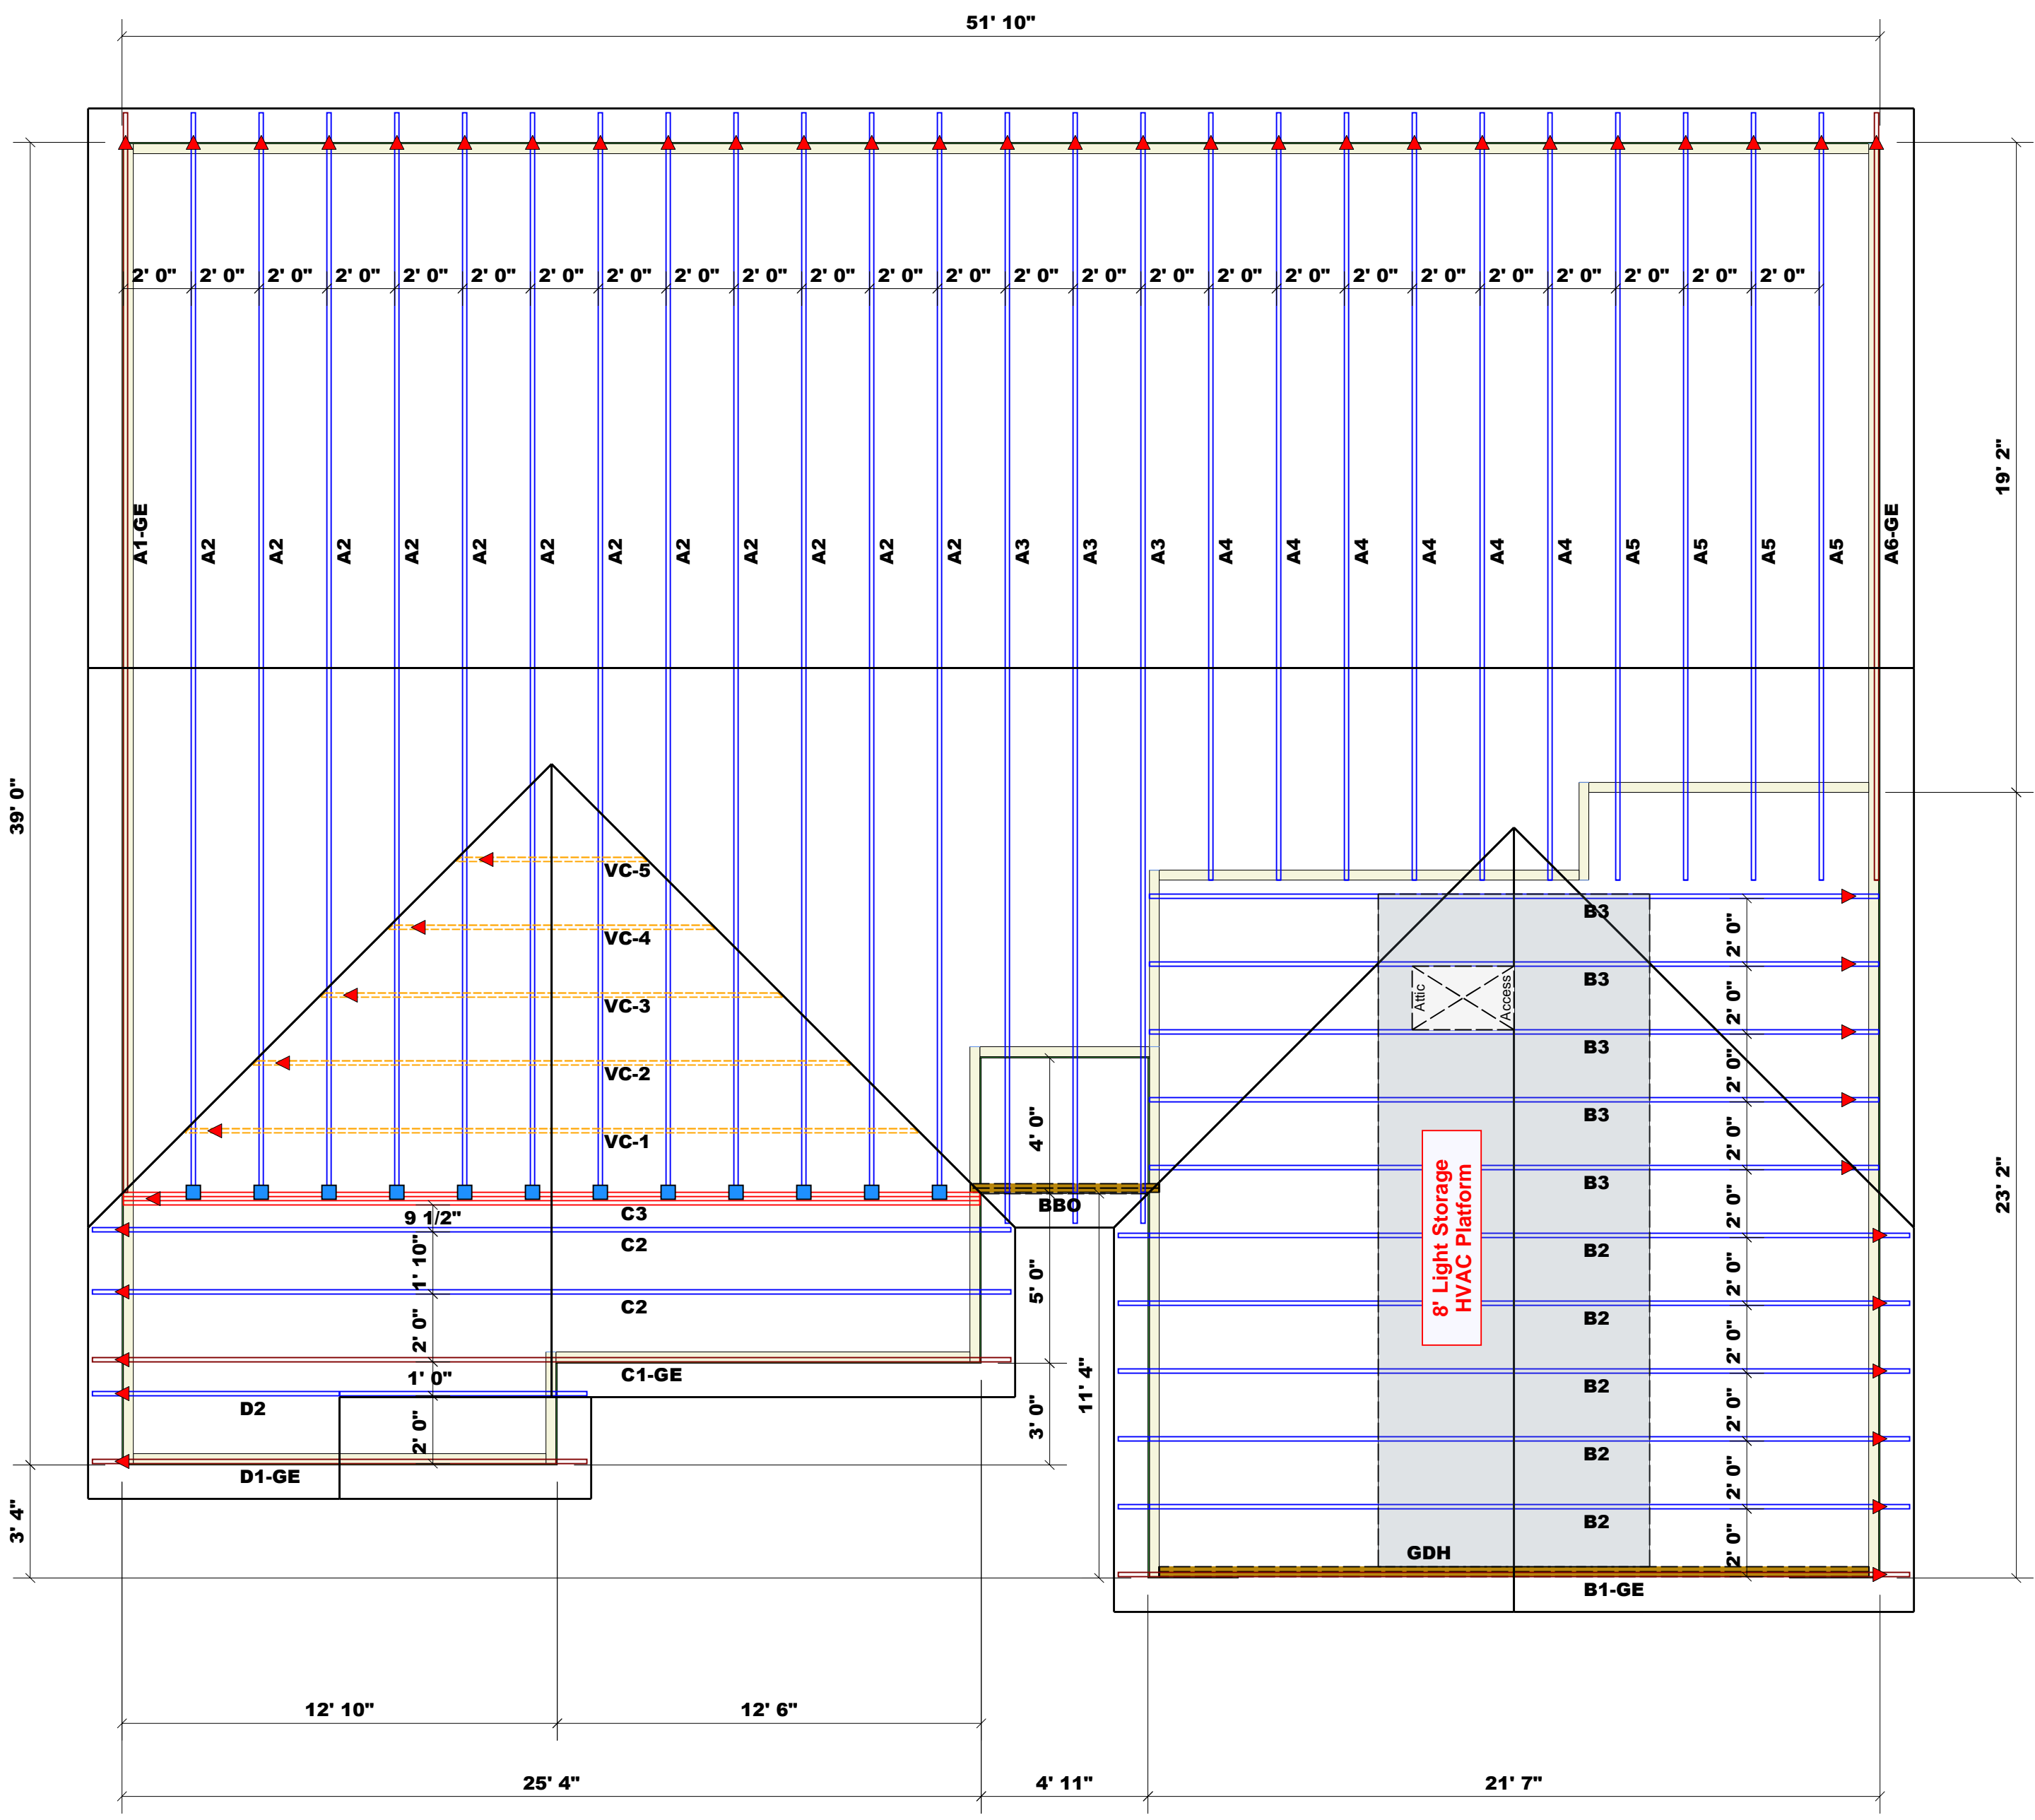 51' 10"
2' 0" 2' 0" 2' 0" 2' 0" 2' 0" 2' 0" 2' 0" 2' 0" 2' 0" 2' 0" 2' 0" 2' 0" 2' 0" 2' 0" 2' 0" 2' 0" 2' 0" 2' 0" 2' 0" 2' 0" 2' 0" 2' 0" 2' 0" 2' 0" 2' 0"
19' 2"
A1-GE A2 A2 A2 A2 A2 A2 A2 A2 A2 A2 A2 A2 A3 A3 A3 A4 A4 A4 A4 A4 A4 A5 A5 A5 A5 A6-GE
39' 0"
VC-5
VC-4
VC-3
VC-2
VC-1
B3
2' 0"
B3
2' 0"
Attic
Access
B3
2' 0"
B3
2' 0"
B3
2' 0"
B2
2' 0"
B2
2' 0"
B2
2' 0"
B2
2' 0"
B2
2' 0"
GDH
B1-GE
8' Light Storage
HVAC Platform
23' 2"
4' 0"
BBO
5' 0"
11' 4"
3' 0"
C3
9 1/2"
C2
1' 10"
C2
2' 0"
C1-GE
1' 0"
D2
2' 0"
D1-GE
3' 4"
12' 10"
12' 6"
25' 4"
4' 11"
21' 7"